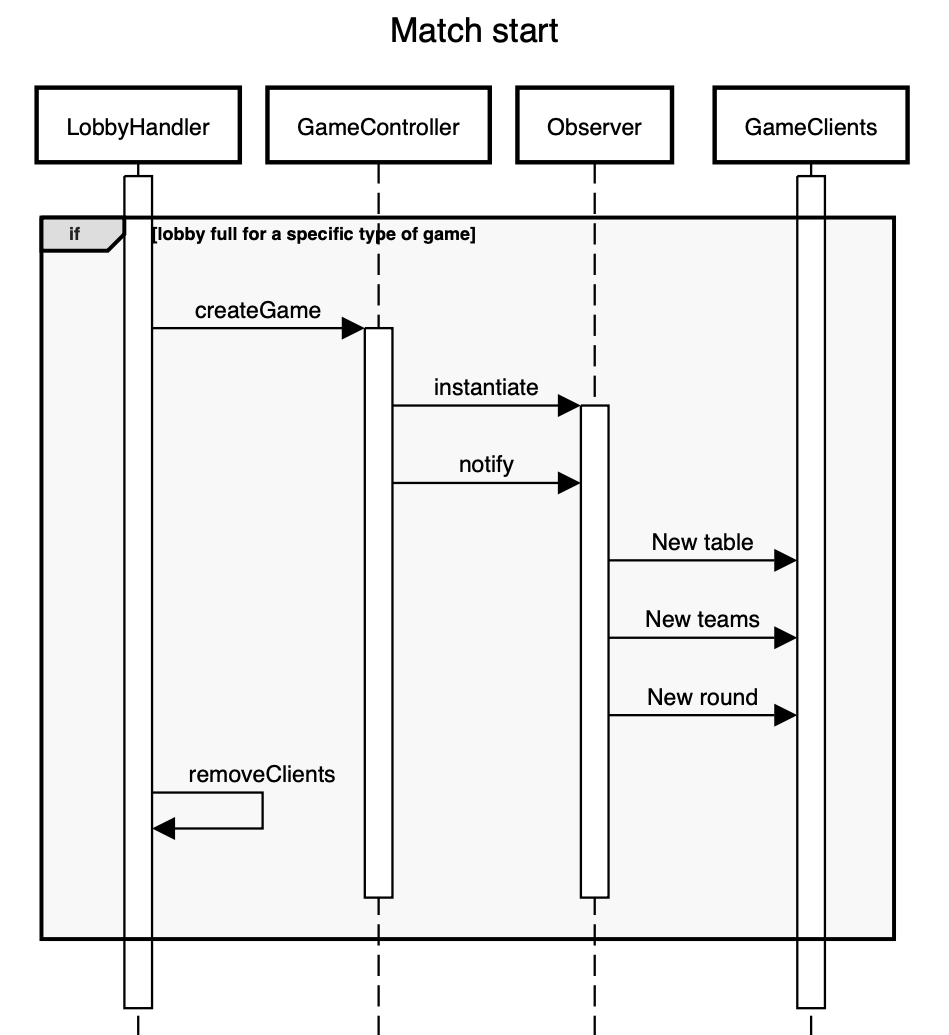 Match start
LobbyHandler
GameController
Observer
GameClients
if
[lobby full for a specific type of game]
createGame
instantiate
notify
New table
New teams
New round
removeClients